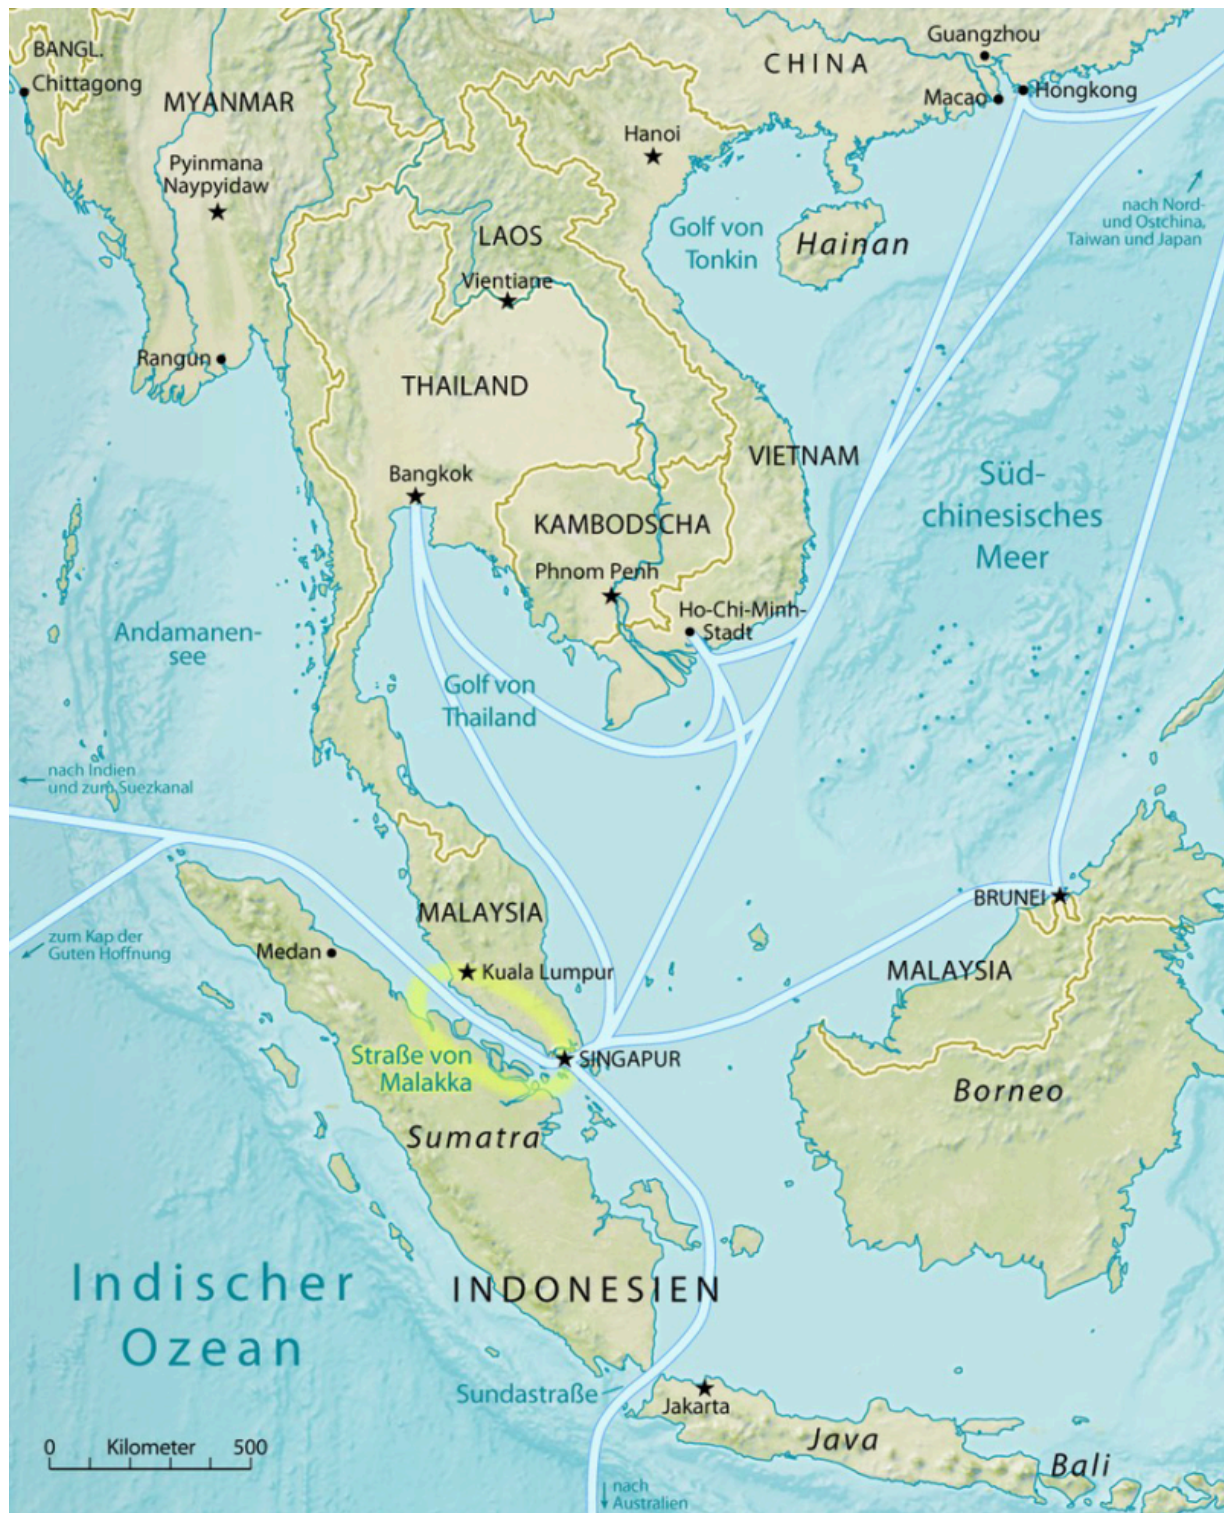 BANGL.
Chittagong
MYANMAR
Pyinmana
Naypyidaw
Rangun
CHINA
Guangzhou
Macao
Hongkong
Hanoi
Golf von
Tonkin
Hainan
nach Nord-
und Ostchina,
Taiwan und Japan
LAOS
Vientiane
THAILAND
Bangkok
VIETNAM
KAMBODSCHA
Phnom Penh
Ho-Chi-Minh-
Stadt
Süd-
chinesisches
Meer
Andamanen-
see
Golf von
Thailand
nach Indien
und zum Suezkanal
zum Kap der
Guten Hoffnung
Medan
MALAYSIA
Kuala Lumpur
BRUNEI
MALAYSIA
Straße von
Malakka
SINGAPUR
Borneo
Sumatra
Indischer
Ozean
INDONESIEN
Sundastraße
Jakarta
Java
Bali
0 Kilometer 500
nach
Australien